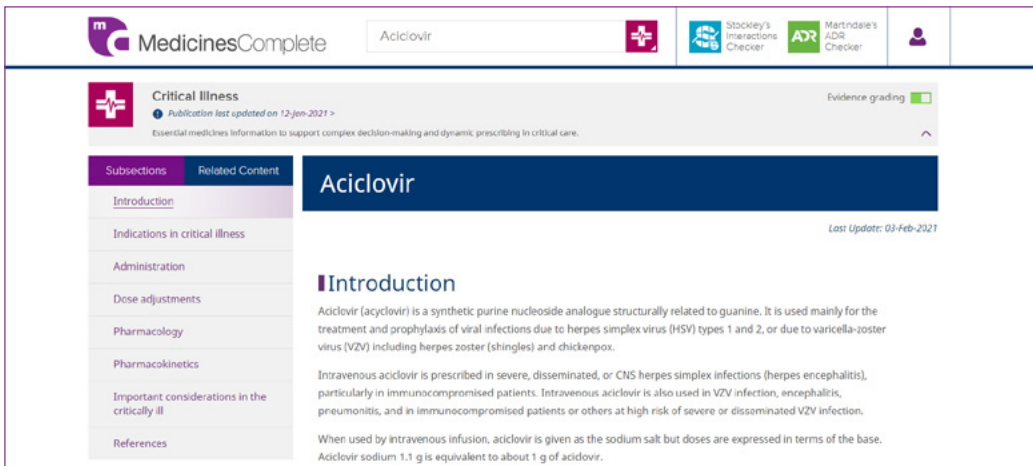 m
MedicinesComplete
Aciclovir
Stockley's
Interactions
Checker
ADR
Martindale's
ADR
Checker
Critical Illness
Publication last updated on 12-Jan-2021 >
Evidence grading
Essential medicines information to support complex decision-making and dynamic prescribing in critical care.
Subsections
Related Content
Introduction
Indications in critical illness
Administration
Dose adjustments
Pharmacology
Pharmacokinetics
Important considerations in the
critically ill
References
Aciclovir
Last Update: 03-Feb-2021
Introduction
Aciclovir (acyclovir) is a synthetic purine nucleoside analogue structurally related to guanine. It is used mainly for the
treatment and prophylaxis of viral infections due to herpes simplex virus (HSV) types 1 and 2, or due to varicella-zoster
virus (VZV) including herpes zoster (shingles) and chickenpox.
Intravenous aciclovir is prescribed in severe, disseminated, or CNS herpes simplex infections (herpes encephalitis),
particularly in immunocompromised patients. Intravenous aciclovir is also used in VZV infection, encephalitis,
pneumonitis, and in immunocompromised patients or others at high risk of severe or disseminated VZV infection.
When used by intravenous infusion, aciclovir is given as the sodium salt but doses are expressed in terms of the base.
Aciclovir sodium 1.1 g is equivalent to about 1 g of aciclovir.